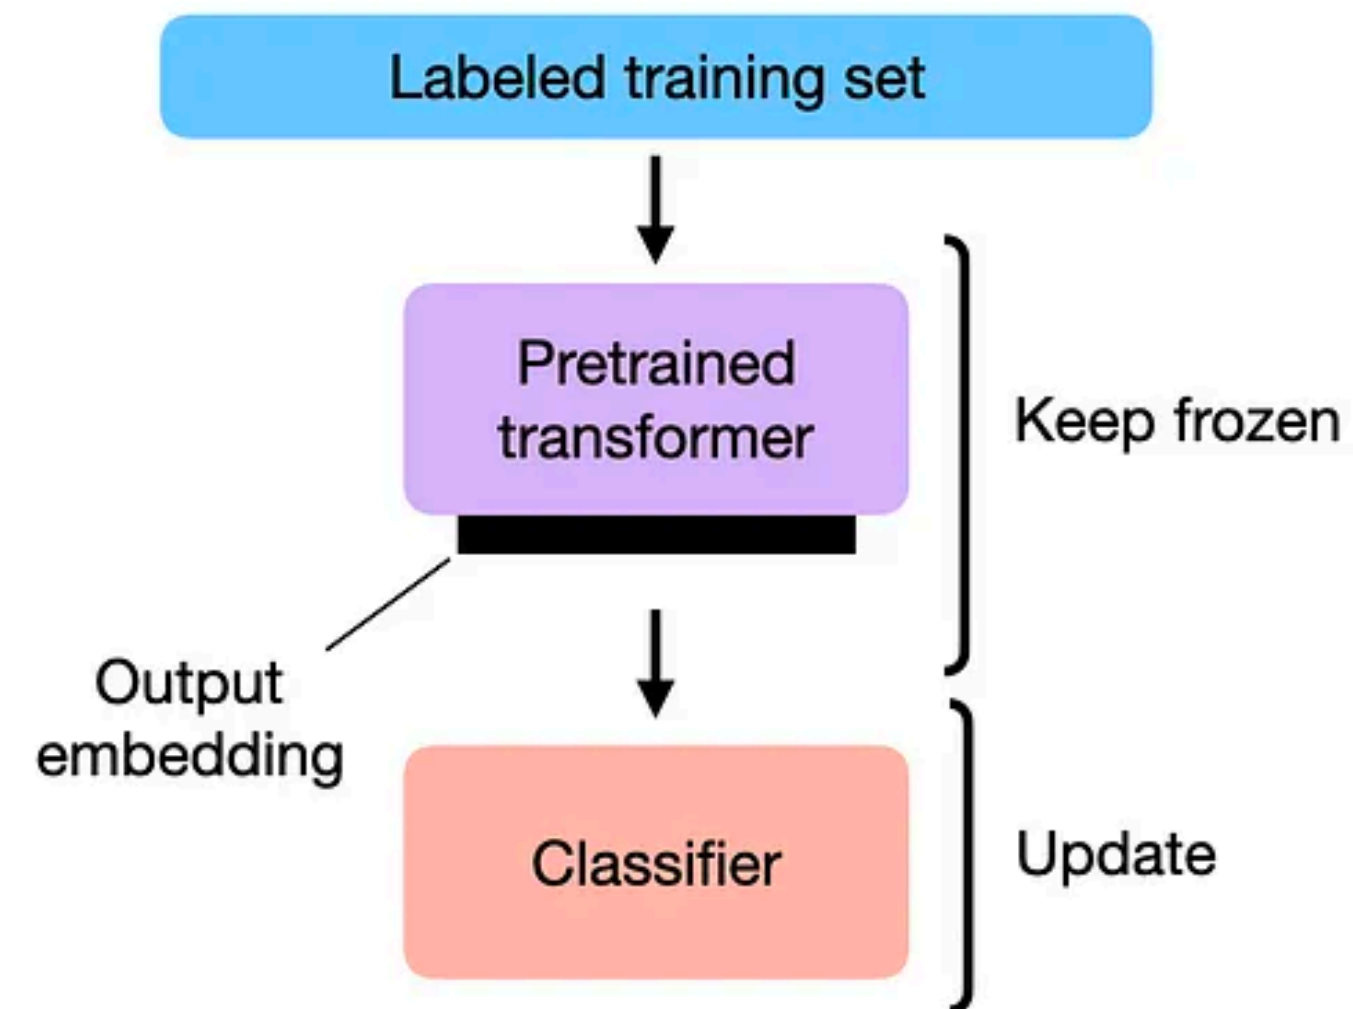 Labeled training set
Pretrained
transformer
Keep frozen
Output
embedding
Classifier
Update